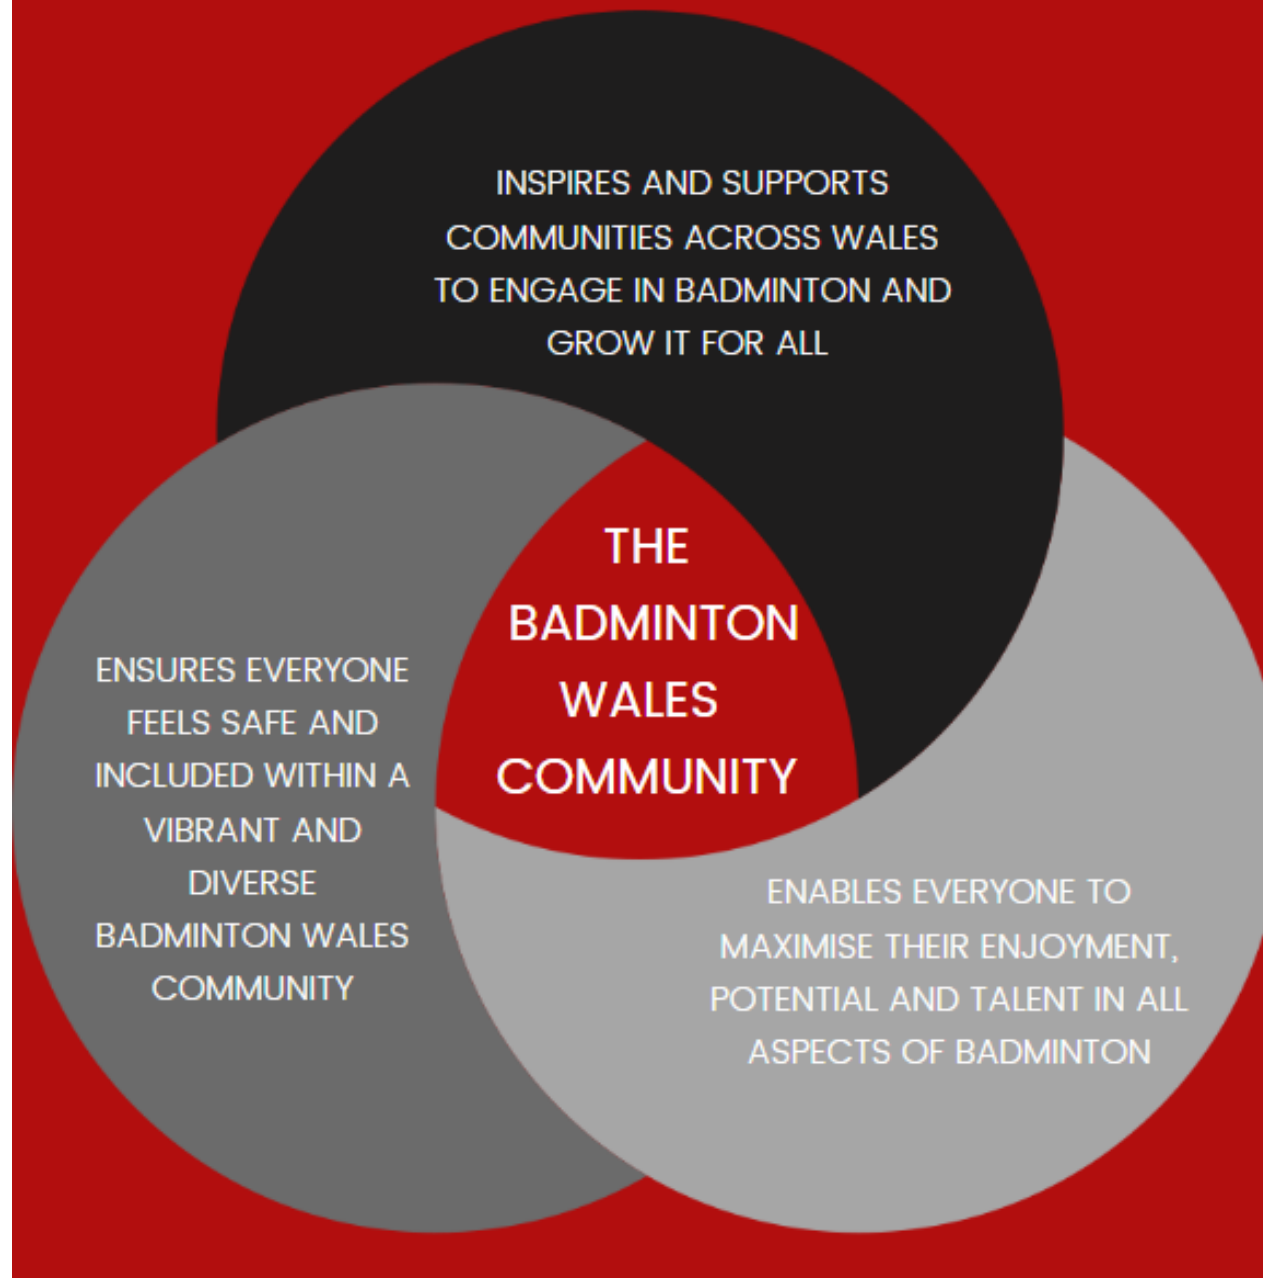 INSPIRES AND SUPPORTS
COMMUNITIES ACROSS WALES
TO ENGAGE IN BADMINTON AND
GROW IT FOR ALL
THE
BADMINTON
WALES
COMMUNITY
ENSURES EVERYONE
FEELS SAFE AND
INCLUDED WITHIN A
VIBRANT AND
DIVERSE
BADMINTON WALES
COMMUNITY
ENABLES EVERYONE TO
MAXIMISE THEIR ENJOYMENT,
POTENTIAL AND TALENT IN ALL
ASPECTS OF BADMINTON